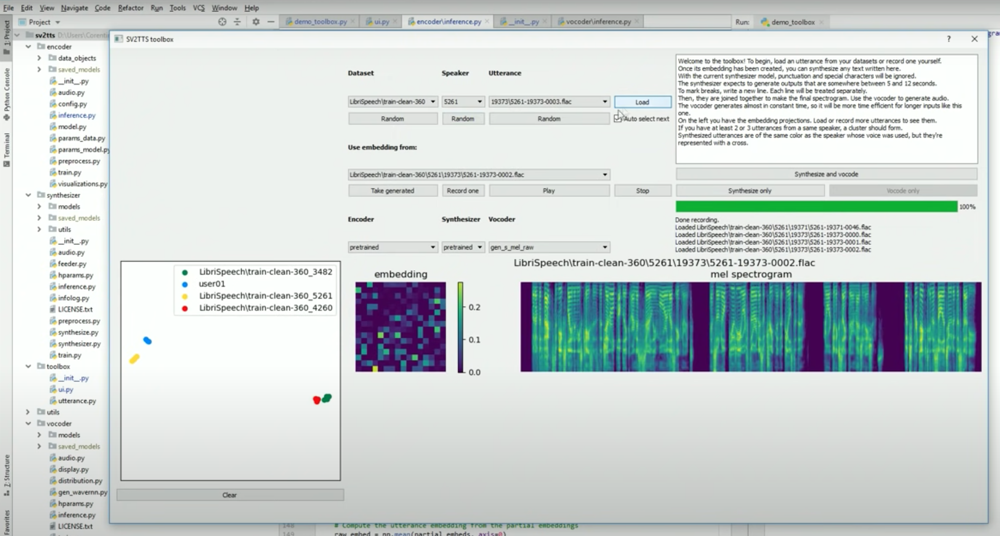 File Edit View Navigate Code Refactor Run Tools VCS Window Help
Project
demo_toolbox.py
ui.py
encoder\inference.py
__init__.py
vocoder\inference.py
Run:
demo_toolbox
1: Project
Python Console
Terminal
7: Structure
Favorites
sv2tts D:\Users\Corenti
encoder
data_objects
saved_models
__init__.py
audio.py
config.py
inference.py
model.py
params_data.py
params_model.py
preprocess.py
train.py
visualizations.py
synthesizer
models
saved_models
utils
__init__.py
audio.py
feeder.py
hparams.py
inference.py
infolog.py
LICENSE.txt
preprocess.py
synthesize.py
synthesizer.py
train.py
toolbox
__init__.py
ui.py
utterance.py
utils
vocoder
models
saved_models
audio.py
display.py
distribution.py
gen_wavernn.py
hparams.py
inference.py
LICENSE.txt
SV2TTS toolbox
?
Dataset Speaker Utterance
LibriSpeech\train-clean-360 5261 19373\5261-19373-0003.flac Load
Random Random Random Auto select next
Use embedding from:
LibriSpeech\train-clean-360\5261\19373\5261-19373-0002.flac
Take generated Record one Play Stop
Encoder Synthesizer Vocoder
pretrained pretrained gen_s_mel_raw
Welcome to the toolbox! To begin, load an utterance from your datasets or record one yourself.
Once its embedding has been created, you can synthesize any text written here.
With the current synthesizer model, punctuation and special characters will be ignored.
The synthesizer expects to generate outputs that are somewhere between 5 and 12 seconds.
To mark breaks, write a new line. Each line will be treated separately.
Then, they are joined together to make the final spectrogram. Use the vocoder to generate audio.
The vocoder generates almost in constant time, so it will be more time efficient for longer inputs like this
one.
On the left you have the embedding projections. Load or record more utterances to see them.
If you have at least 2 or 3 utterances from a same speaker, a cluster should form.
Synthesized utterances are of the same color as the speaker whose voice was used, but they're
represented with a cross.
Synthesize and vocode
Synthesize only Vocode only
100%
Done recording.
Loaded LibriSpeech\train-clean-360\5261\19371\5261-19371-0046.flac
Loaded LibriSpeech\train-clean-360\5261\19373\5261-19373-0000.flac
Loaded LibriSpeech\train-clean-360\5261\19373\5261-19373-0001.flac
Loaded LibriSpeech\train-clean-360\5261\19373\5261-19373-0002.flac
LibriSpeech\train-clean-360_3482
user01
LibriSpeech\train-clean-360_5261
LibriSpeech\train-clean-360_4260
Clear
LibriSpeech\train-clean-360\5261\19373\5261-19373-0002.flac
embedding
mel spectrogram
0.2
0.1
0.0
148 # Compute the utterance embedding from the partial embeddings
149 raw_embed = np.mean(partial_embeds, axis=0)